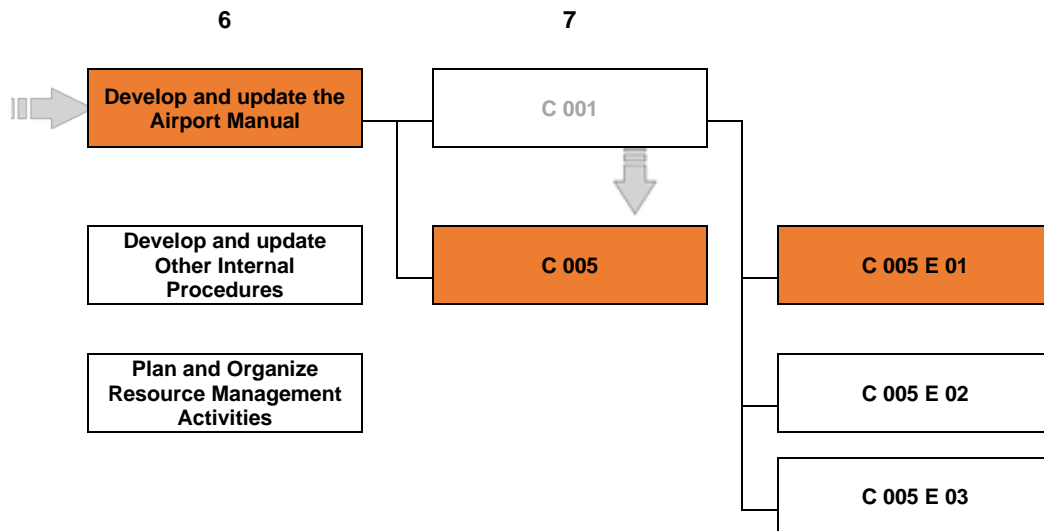 6
7
Develop and update the
Airport Manual
C 001
Develop and update
Other Internal
Procedures
C 005
C 005 E 01
Plan and Organize
Resource Management
Activities
C 005 E 02
C 005 E 03